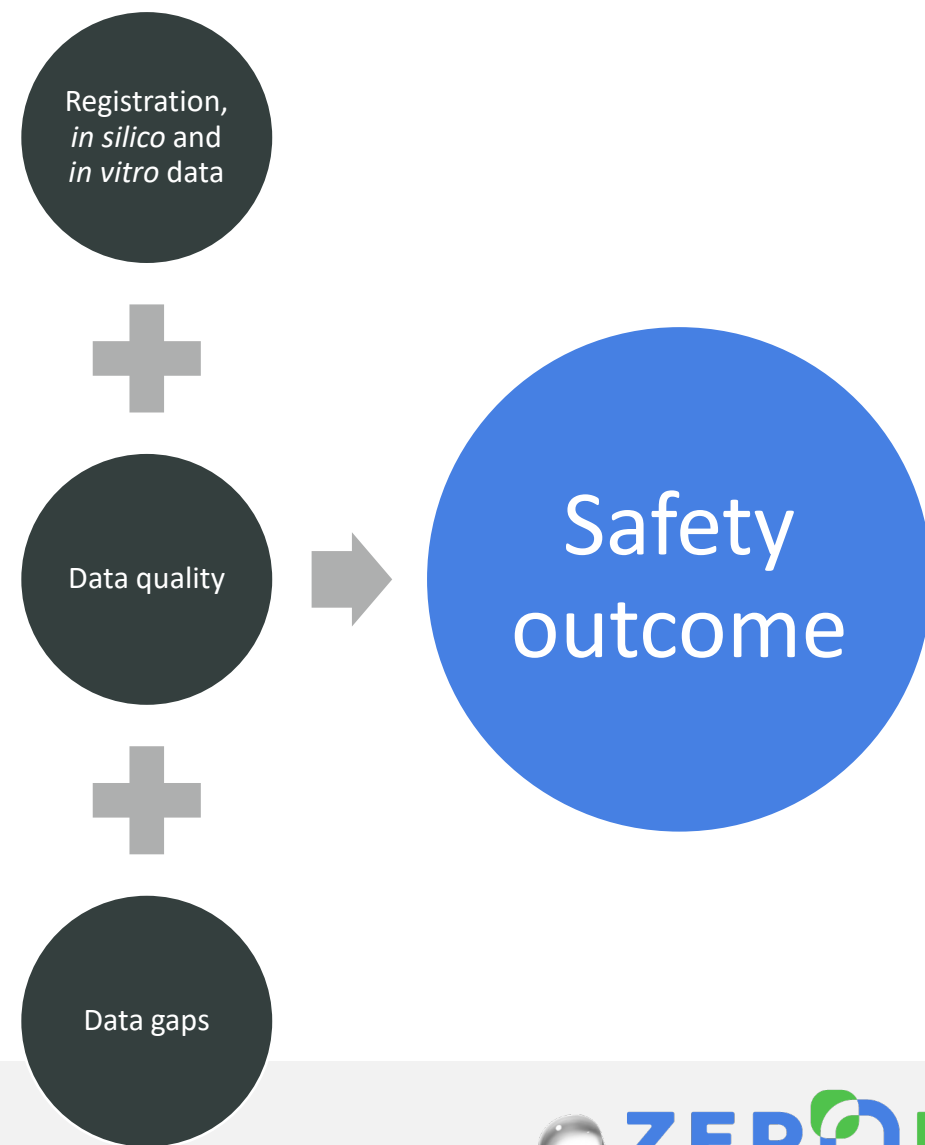 Registration,
in silico and
in vitro data
Data quality
Safety
outcome
Data gaps